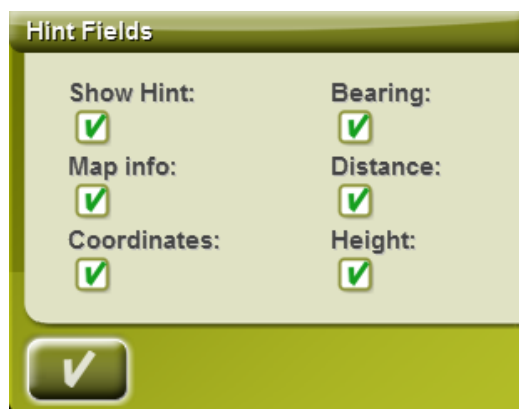 Hint Fields
Show Hint: Bearing:
Map info: Distance:
Coordinates: Height: